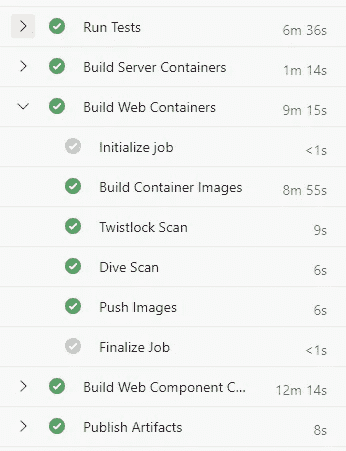 Run Tests 6m 36s
Build Server Containers 1m 14s
Build Web Containers 9m 15s
Initialize job <1s
Build Container Images 8m 55s
Twistlock Scan 9s
Dive Scan 6s
Push Images 6s
Finalize Job <1s
Build Web Component C... 12m 14s
Publish Artifacts 8s